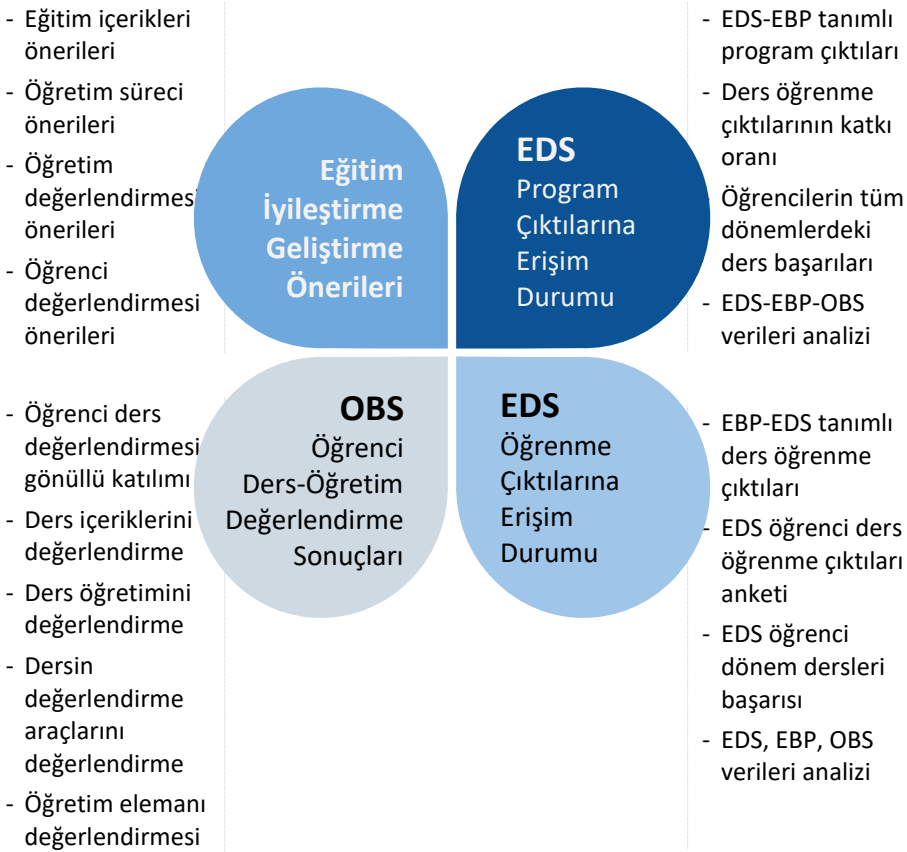 - Eğitim içerikleri
önerileri
- Öğretim süreci
önerileri
- Öğretim
değerlendirmesi
önerileri
- Öğrenci
değerlendirmesi
önerileri
Eğitim
İyileştirme
Geliştirme
Önerileri
EDS
Program
Çıktılarına
Erişim
Durumu
- EDS-EBP tanımlı
program çıktıları
- Ders öğrenme
çıktılarının katkı
oranı
Öğrencilerin tüm
dönemlerdeki
ders başarıları
- EDS-EBP-OBS
verileri analizi
- Öğrenci ders
değerlendirmesi
gönüllü katılımı
- Ders içeriklerini
değerlendirme
- Ders öğretimini
değerlendirme
- Dersin
değerlendirme
araçlarını
değerlendirme
- Öğretim elemanı
değerlendirmesi
OBS
Öğrenci
Ders-Öğretim
Değerlendirme
Sonuçları
EDS
Öğrenme
Çıktılarına
Erişim
Durumu
- EBP-EDS tanımlı
ders öğrenme
çıktıları
- EDS öğrenci ders
öğrenme çıktıları
anketi
- EDS öğrenci
dönem dersleri
başarısı
- EDS, EBP, OBS
verileri analizi